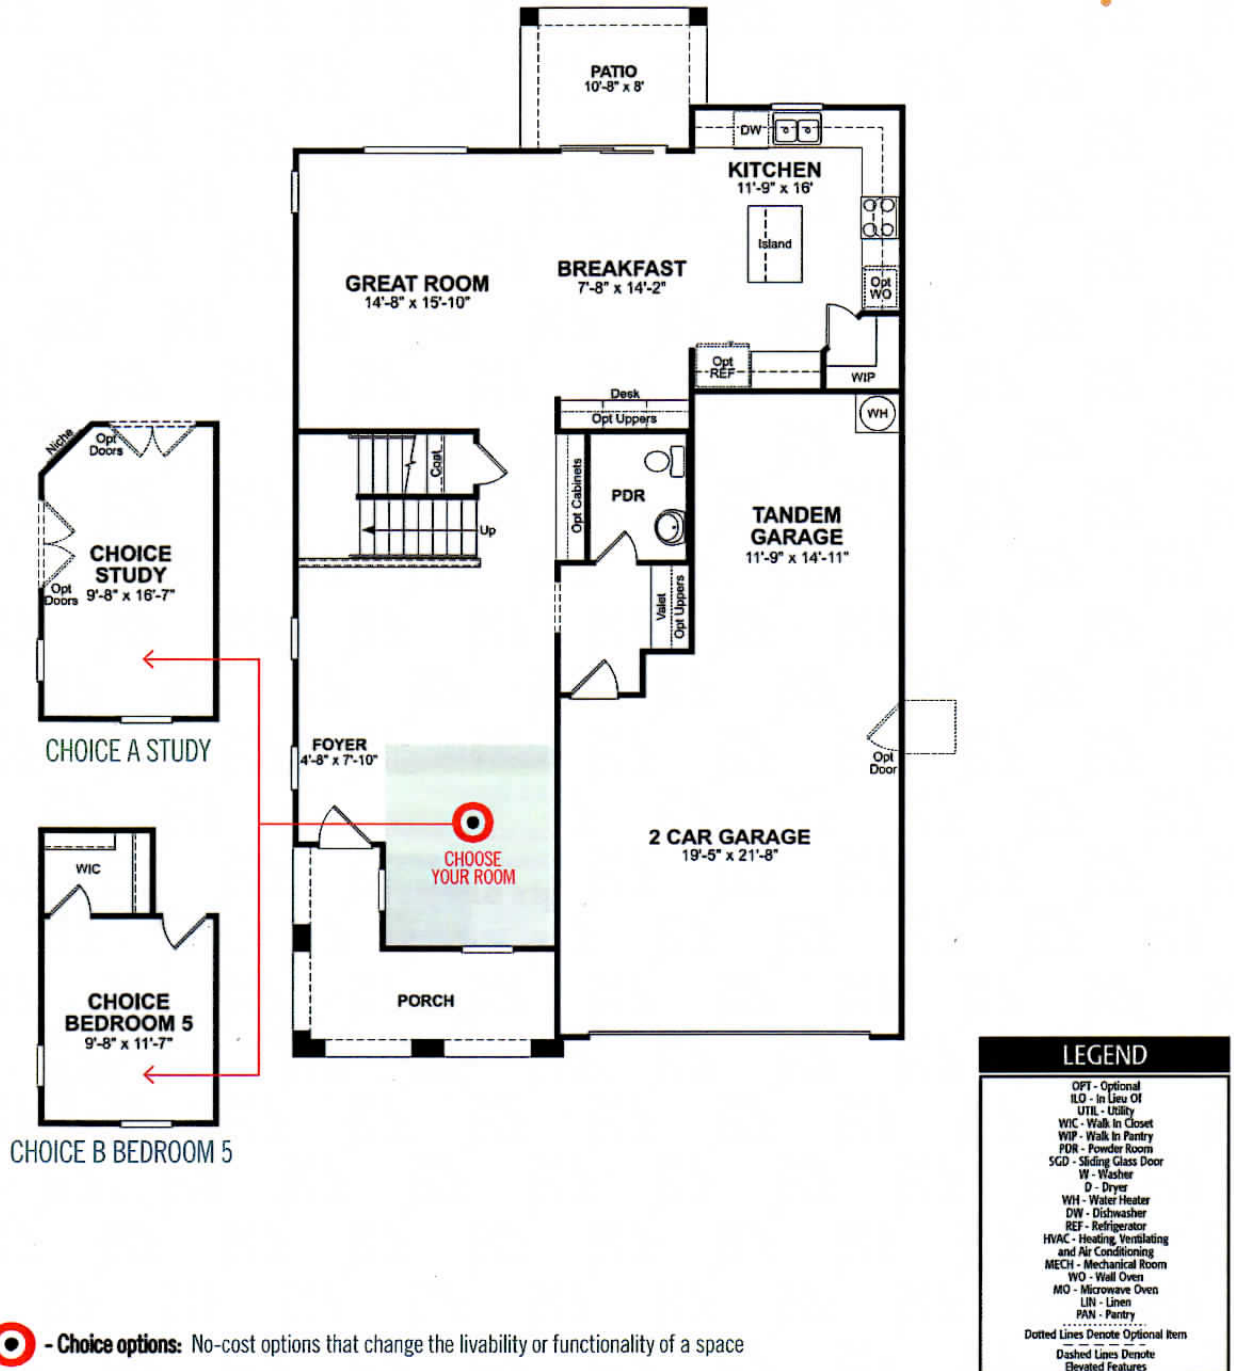 PATIO
10'-8" x 8'
DW
KITCHEN
11'-9" x 16'
Island
GREAT ROOM
14'-8" x 15'-10"
BREAKFAST
7'-8" x 14'-2"
Opt
WO
Opt
REF
WIP
Desk
Opt Uppers
WH
Coat
Opt Cabinets
PDR
Up
TANDEM
GARAGE
11'-9" x 14'-11"
Valet
Opt Uppers
Niche
Opt
Doors
CHOICE
STUDY
9'-8" x 16'-7"
Opt
Doors
CHOICE A STUDY
FOYER
4'-8" x 7'-10"
Opt
Door
CHOOSE
YOUR ROOM
2 CAR GARAGE
19'-5" x 21'-8"
WIC
CHOICE
BEDROOM 5
9'-8" x 11'-7"
CHOICE B BEDROOM 5
PORCH
LEGEND
OPT - Optional
ILO - In Lieu Of
UTIL - Utility
WIC - Walk In Closet
WIP - Walk In Pantry
PDR - Powder Room
SGD - Sliding Glass Door
W - Washer
D - Dryer
WH - Water Heater
DW - Dishwasher
REF - Refrigerator
HVAC - Heating, Ventilating
and Air Conditioning
MECH - Mechanical Room
WO - Wall Oven
MO - Microwave Oven
LIN - Linen
PAN - Pantry
Dotted Lines Denote Optional Item
Dashed Lines Denote
Elevated Features
- Choice options: No-cost options that change the livability or functionality of a space